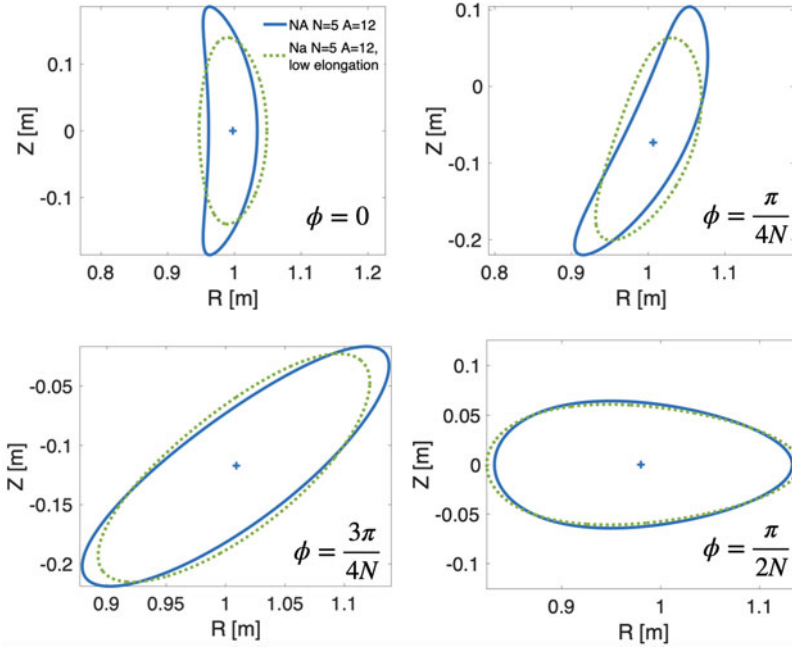 NA N=5 A=12
Na N=5 A=12,
low elongation
Z [m]
0.1
0
-0.1
ϕ = 0
0.8 0.9 1 1.1 1.2
R [m]
Z [m]
0.1
0
-0.1
-0.2
ϕ = π/4N
0.8 0.9 1 1.1
R [m]
Z [m]
-0.05
-0.1
-0.15
-0.2
ϕ = 3π/4N
0.9 0.95 1 1.05 1.1
R [m]
Z [m]
0.1
0.05
0
-0.05
-0.1
ϕ = π/2N
0.9 1 1.1
R [m]